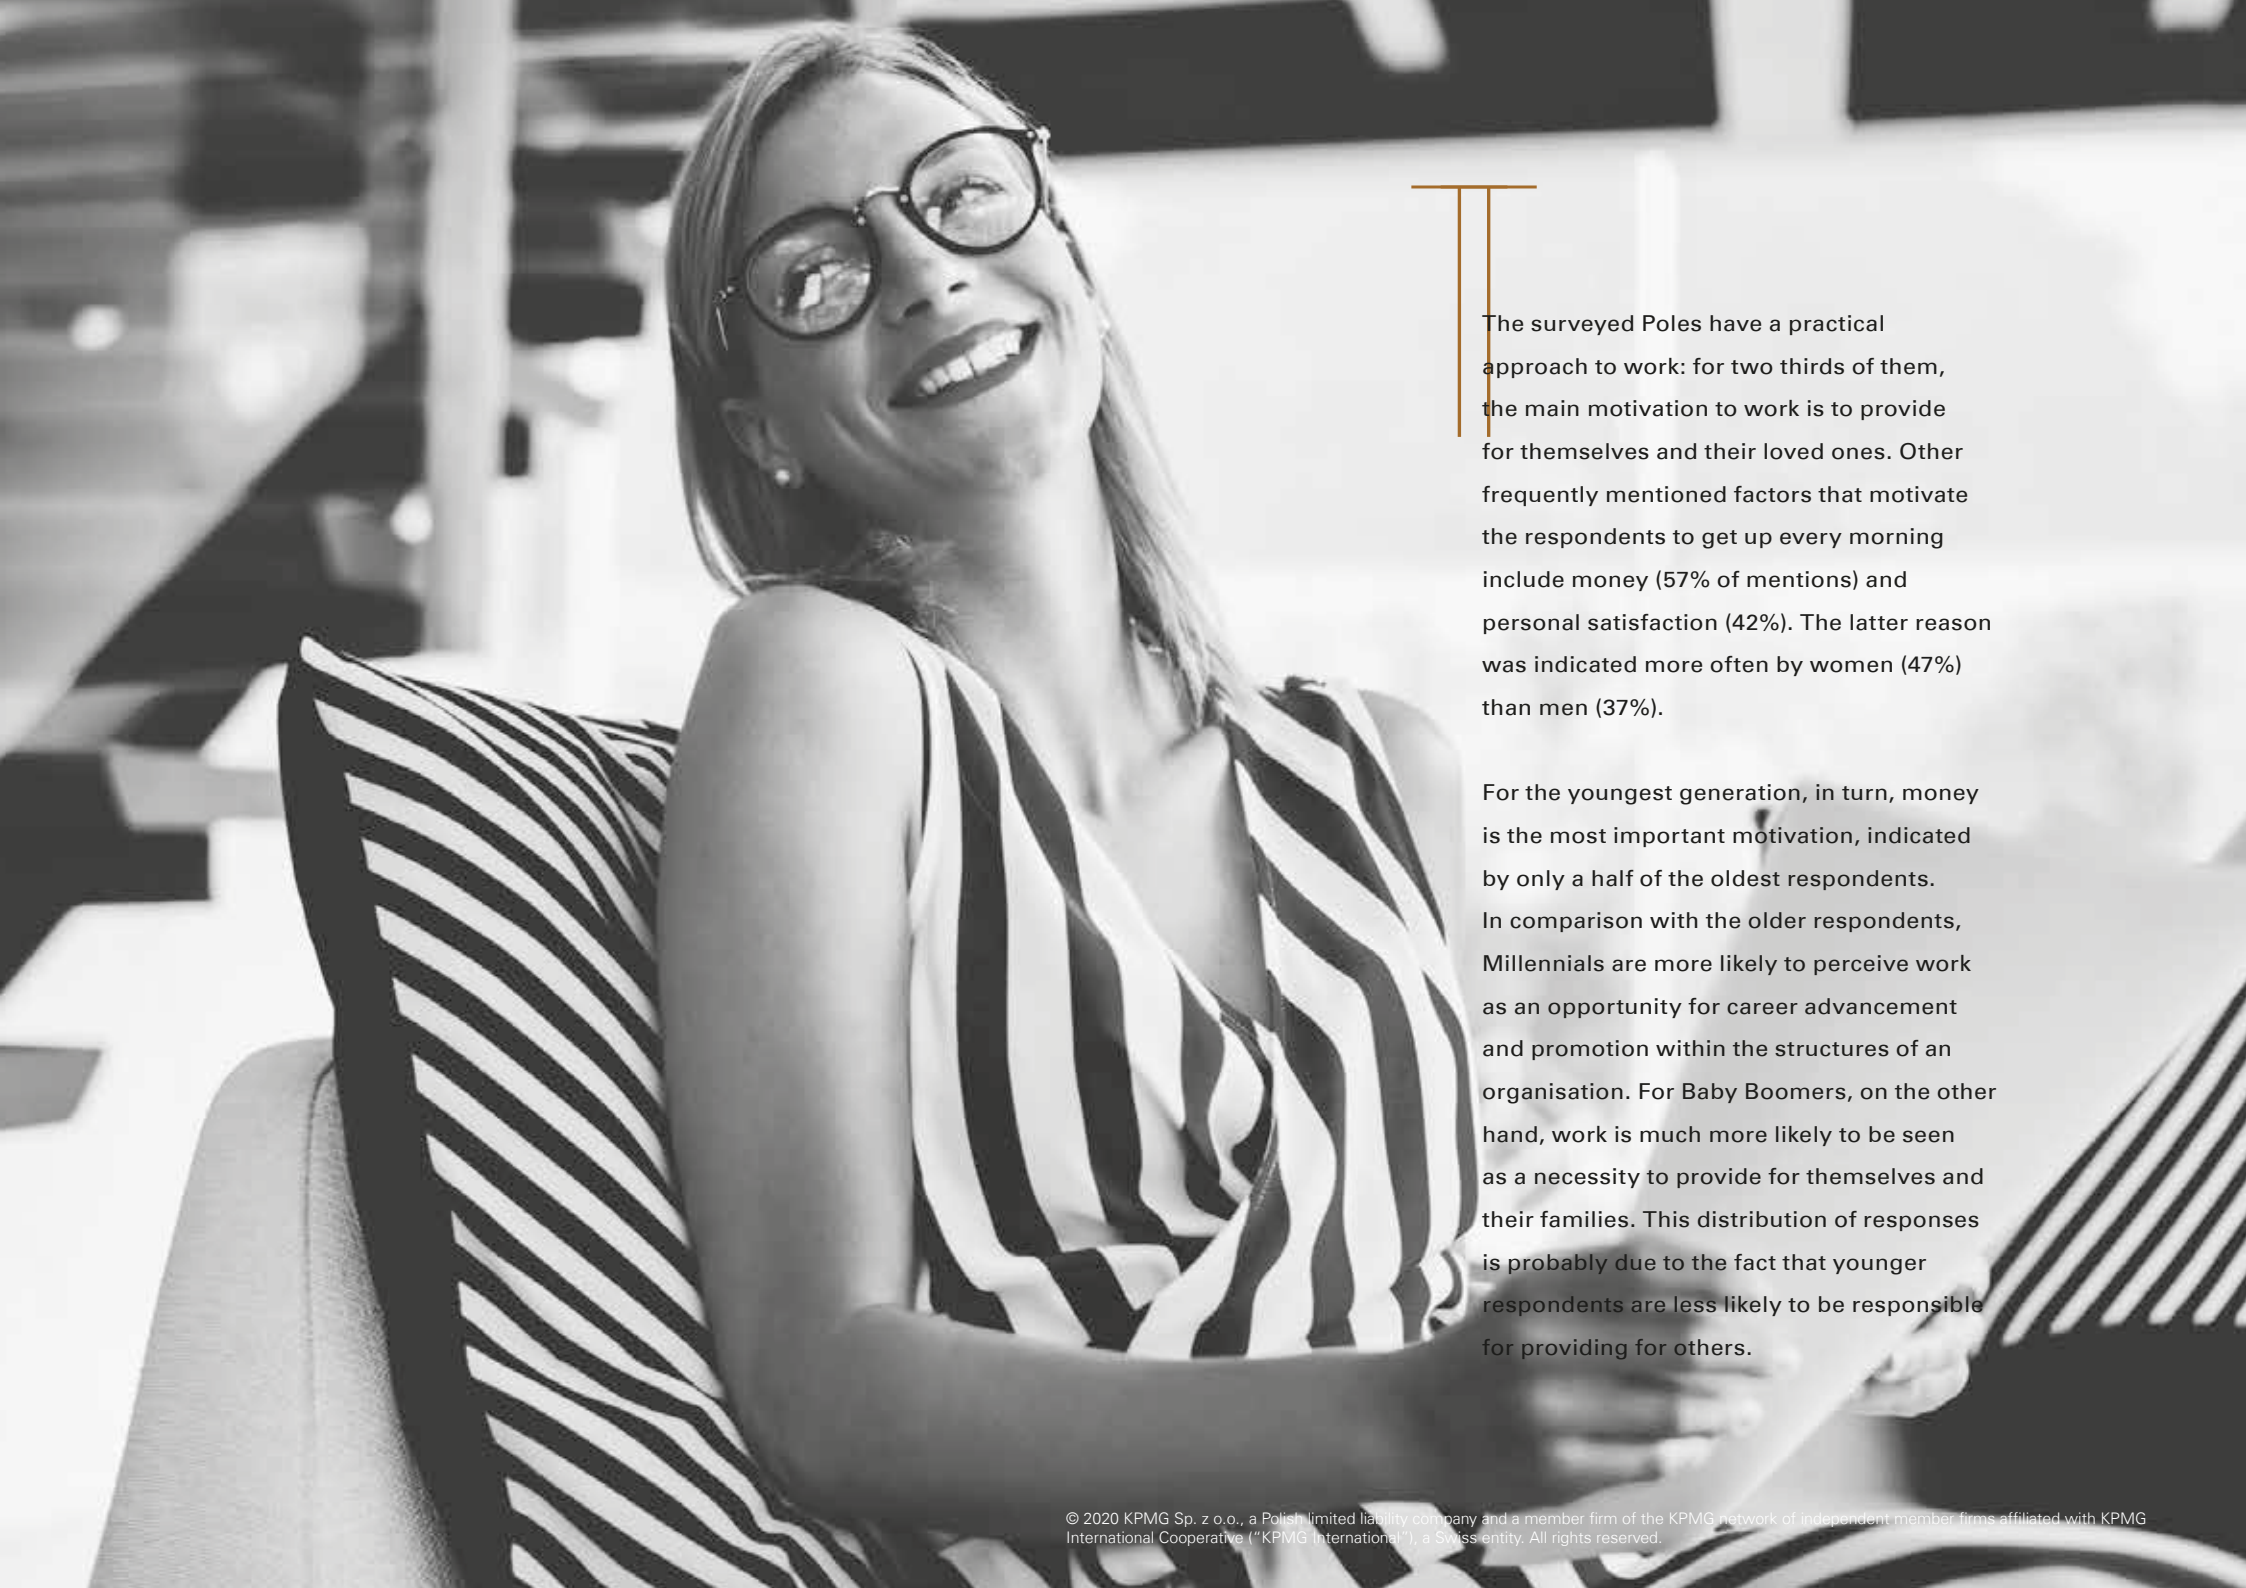 The surveyed Poles have a practical
approach to work: for two thirds of them,
the main motivation to work is to provide
for themselves and their loved ones. Other
frequently mentioned factors that motivate
the respondents to get up every morning
include money (57% of mentions) and
personal satisfaction (42%). The latter reason
was indicated more often by women (47%)
than men (37%).
For the youngest generation, in turn, money
is the most important motivation, indicated
by only a half of the oldest respondents.
In comparison with the older respondents,
Millennials are more likely to perceive work
as an opportunity for career advancement
and promotion within the structures of an
organisation. For Baby Boomers, on the other
hand, work is much more likely to be seen
as a necessity to provide for themselves and
their families. This distribution of responses
is probably due to the fact that younger
respondents are less likely to be responsible
for providing for others.
© 2020 KPMG Sp. z o.o., a Polish limited liability company and a member firm of the KPMG network of independent member firms affiliated with KPMG
International Cooperative (“KPMG International”), a Swiss entity. All rights reserved.